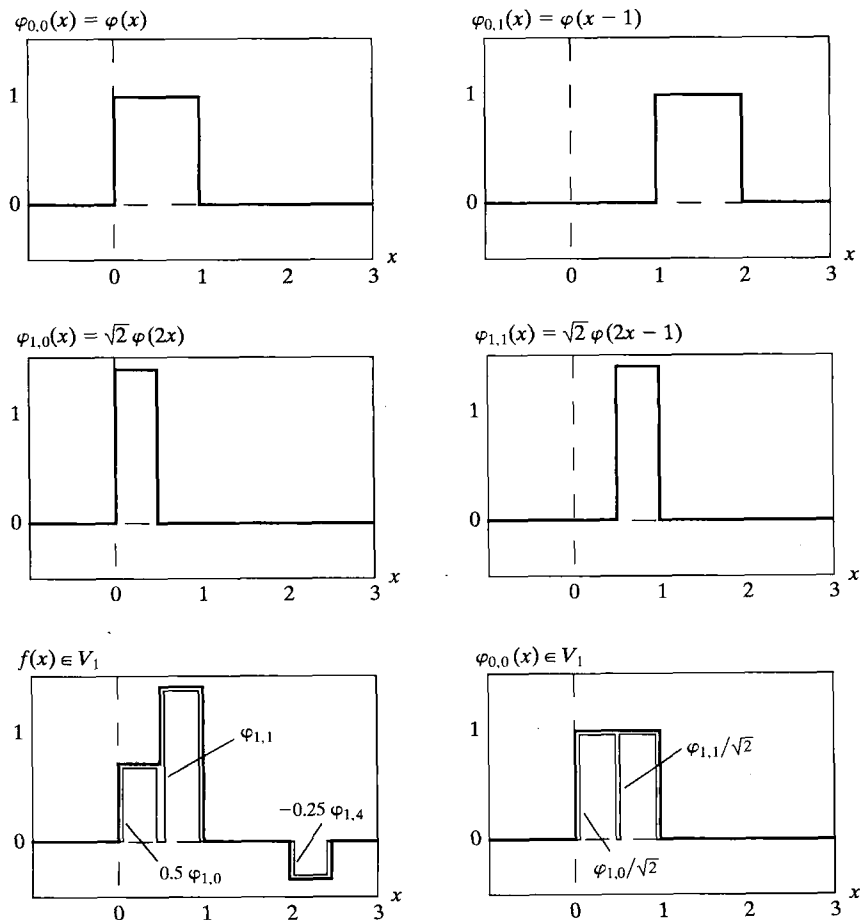 φ₀,₀(x) = φ(x)
1
0
0 1 2 3 x
φ₀,₁(x) = φ(x − 1)
1
0
0 1 2 3 x
φ₁,₀(x) = √2 φ(2x)
1
0
0 1 2 3 x
φ₁,₁(x) = √2 φ(2x − 1)
1
0
0 1 2 3 x
f(x) ∈ V₁
1
φ₁,₁
−0.25 φ₁,₄
0
0.5 φ₁,₀
0 1 2 3 x
φ₀,₀(x) ∈ V₁
1
φ₁,₁/√2
0
φ₁,₀/√2
0 1 2 3 x